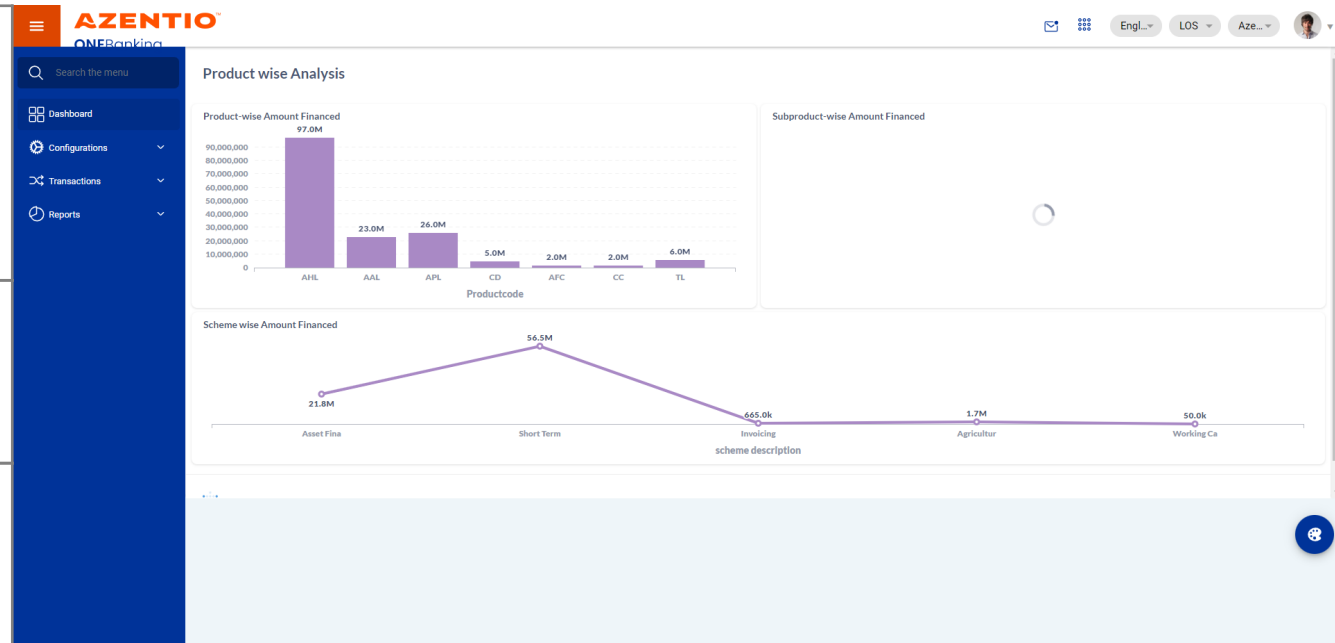 AZENTIO
ONEBanking
Engl...
LOS
Aze...
Search the menu
Dashboard
Configurations
Transactions
Reports
Product wise Analysis
Product-wise Amount Financed
97.0M
90,000,000
80,000,000
70,000,000
60,000,000
50,000,000
40,000,000
30,000,000
20,000,000
10,000,000
0
23.0M
26.0M
5.0M
2.0M
2.0M
6.0M
AHL AAL APL CD AFC CC TL
Productcode
Subproduct-wise Amount Financed
Scheme wise Amount Financed
56.5M
21.8M
665.0k
1.7M
50.0k
Asset Fina Short Term Invoicing Agricultur Working Ca
scheme description